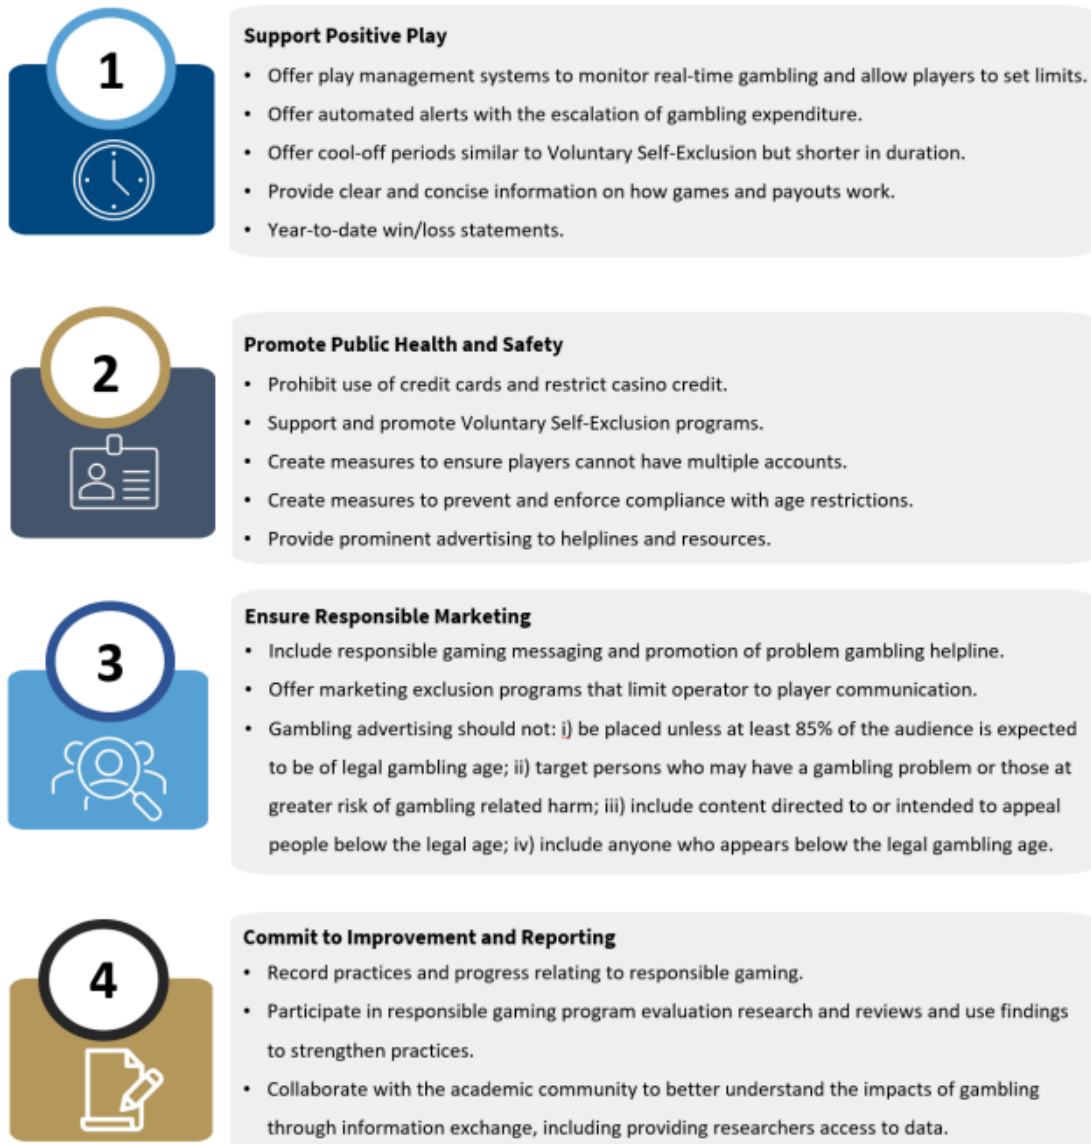 1
Support Positive Play
• Offer play management systems to monitor real-time gambling and allow players to set limits.
• Offer automated alerts with the escalation of gambling expenditure.
• Offer cool-off periods similar to Voluntary Self-Exclusion but shorter in duration.
• Provide clear and concise information on how games and payouts work.
• Year-to-date win/loss statements.
2
Promote Public Health and Safety
• Prohibit use of credit cards and restrict casino credit.
• Support and promote Voluntary Self-Exclusion programs.
• Create measures to ensure players cannot have multiple accounts.
• Create measures to prevent and enforce compliance with age restrictions.
• Provide prominent advertising to helplines and resources.
3
Ensure Responsible Marketing
• Include responsible gaming messaging and promotion of problem gambling helpline.
• Offer marketing exclusion programs that limit operator to player communication.
• Gambling advertising should not: i) be placed unless at least 85% of the audience is expected
to be of legal gambling age; ii) target persons who may have a gambling problem or those at
greater risk of gambling related harm; iii) include content directed to or intended to appeal
people below the legal age; iv) include anyone who appears below the legal gambling age.
4
Commit to Improvement and Reporting
• Record practices and progress relating to responsible gaming.
• Participate in responsible gaming program evaluation research and reviews and use findings
to strengthen practices.
• Collaborate with the academic community to better understand the impacts of gambling
through information exchange, including providing researchers access to data.